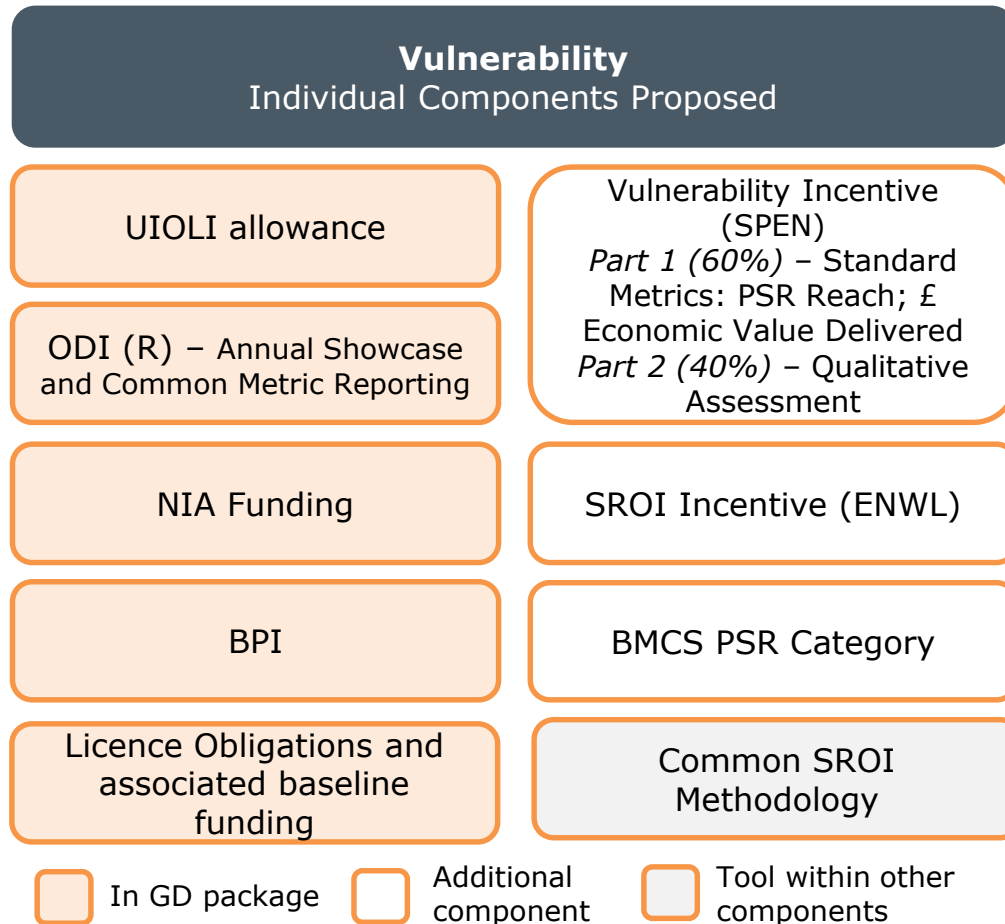 Vulnerability
Individual Components Proposed
UIOLI allowance
ODI (R) – Annual Showcase
and Common Metric Reporting
NIA Funding
BPI
Licence Obligations and
associated baseline
funding
Vulnerability Incentive
(SPEN)
Part 1 (60%) – Standard
Metrics: PSR Reach; £
Economic Value Delivered
Part 2 (40%) – Qualitative
Assessment
SROI Incentive (ENWL)
BMCS PSR Category
Common SROI
Methodology
In GD package
Additional
component
Tool within other
components